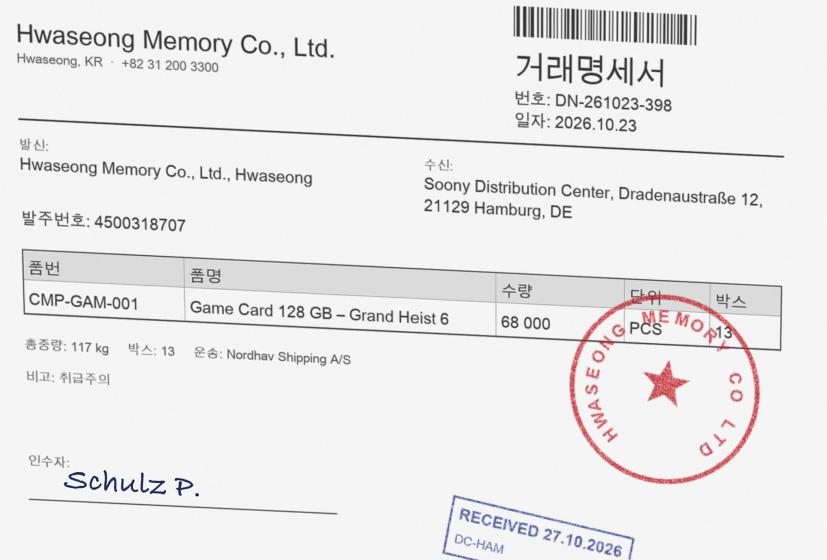 Hwaseong Memory Co., Ltd.
Hwaseong, KR · +82 31 200 3300
거래명세서
번호: DN-261023-398
일자: 2026.10.23
발신:
Hwaseong Memory Co., Ltd., Hwaseong
수신:
Soony Distribution Center, Dradenaustraße 12,
21129 Hamburg, DE
발주번호: 4500318707
품번 품명 수량 단위 박스
CMP-GAM-001 Game Card 128 GB – Grand Heist 6 68 000 PCS 13
총중량: 117 kg 박스: 13 운송: Nordhav Shipping A/S
비고: 취급주의
HWASEONG MEMORY CO LTD
인수자:
Schulz P.
RECEIVED 27.10.2026
DC-HAM